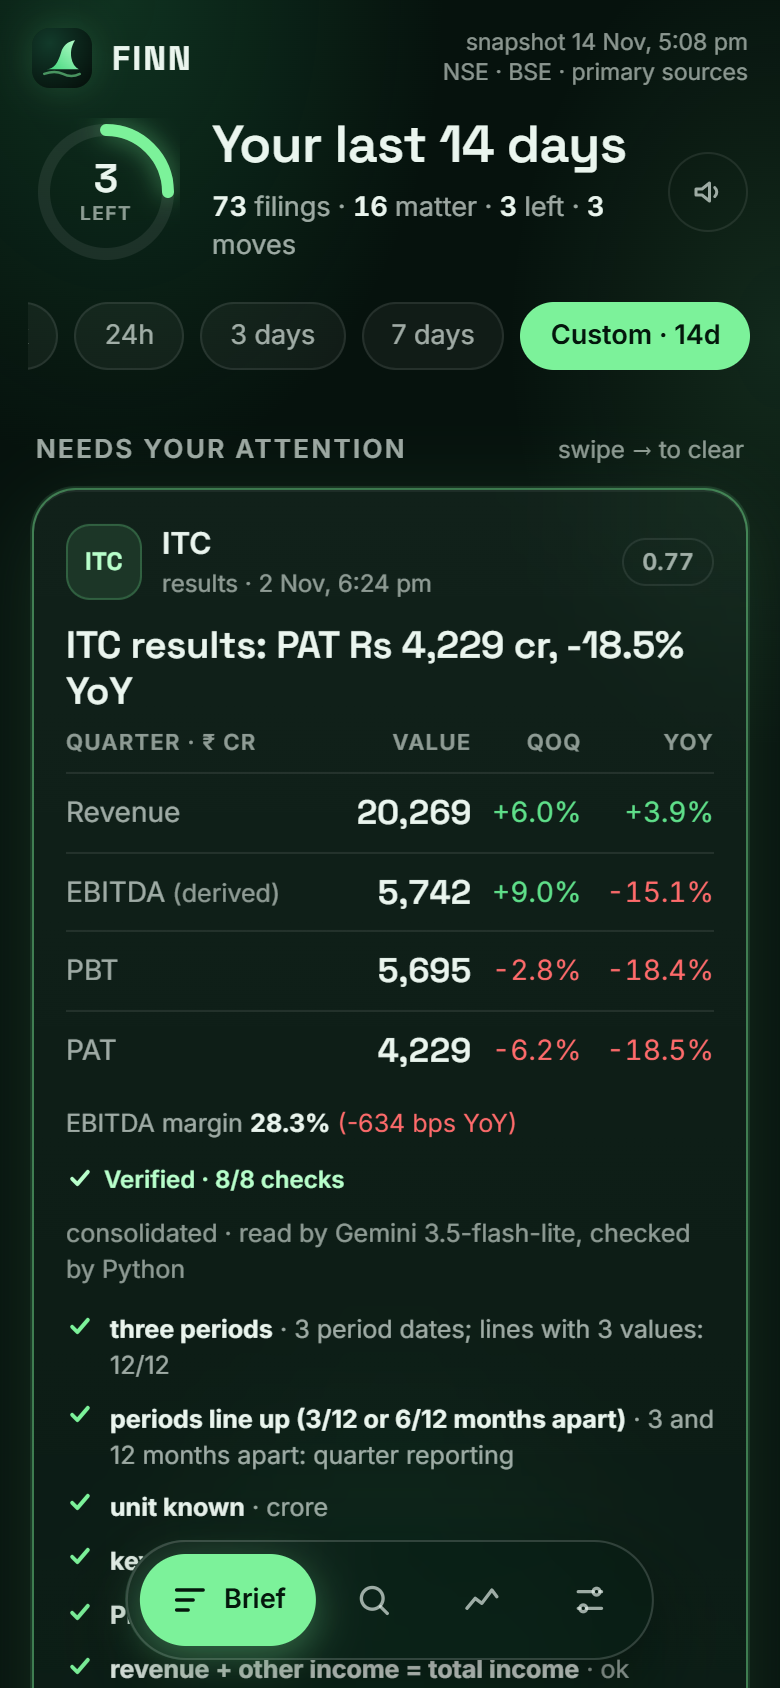 FINN
snapshot 14 Nov, 5:08 pm
NSE · BSE · primary sources
3
LEFT
Your last 14 days
73 filings · 16 matter · 3 left · 3
moves
24h
3 days
7 days
Custom · 14d
NEEDS YOUR ATTENTION
swipe → to clear
ITC
ITC
results · 2 Nov, 6:24 pm
0.77
ITC results: PAT Rs 4,229 cr, -18.5%
YoY
QUARTER · ₹ CR VALUE QOQ YOY
Revenue 20,269 +6.0% +3.9%
EBITDA (derived) 5,742 +9.0% -15.1%
PBT 5,695 -2.8% -18.4%
PAT 4,229 -6.2% -18.5%
EBITDA margin 28.3% (-634 bps YoY)
✓ Verified · 8/8 checks
consolidated · read by Gemini 3.5-flash-lite, checked
by Python
✓ three periods · 3 period dates; lines with 3 values:
12/12
✓ periods line up (3/12 or 6/12 months apart) · 3 and
12 months apart: quarter reporting
✓ unit known · crore
Brief
✓ revenue + other income = total income · ok